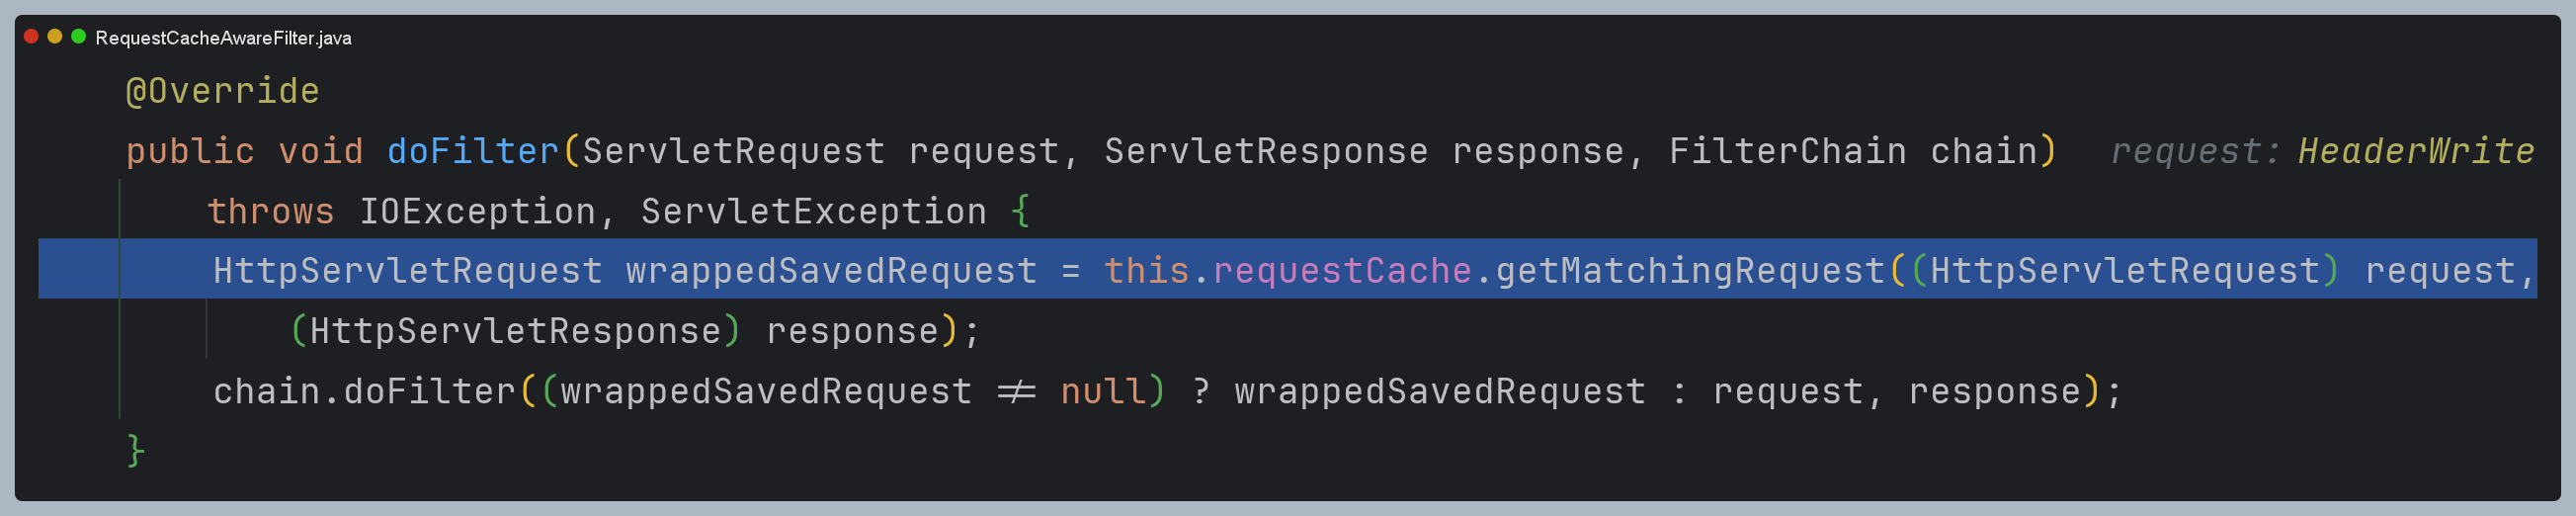 RequestCacheAwareFilter.java
@Override
public void doFilter(ServletRequest request, ServletResponse response, FilterChain chain) request: HeaderWrite
throws IOException, ServletException {
HttpServletRequest wrappedSavedRequest = this.requestCache.getMatchingRequest((HttpServletRequest) request,
(HttpServletResponse) response);
chain.doFilter((wrappedSavedRequest ≠ null) ? wrappedSavedRequest : request, response);
}